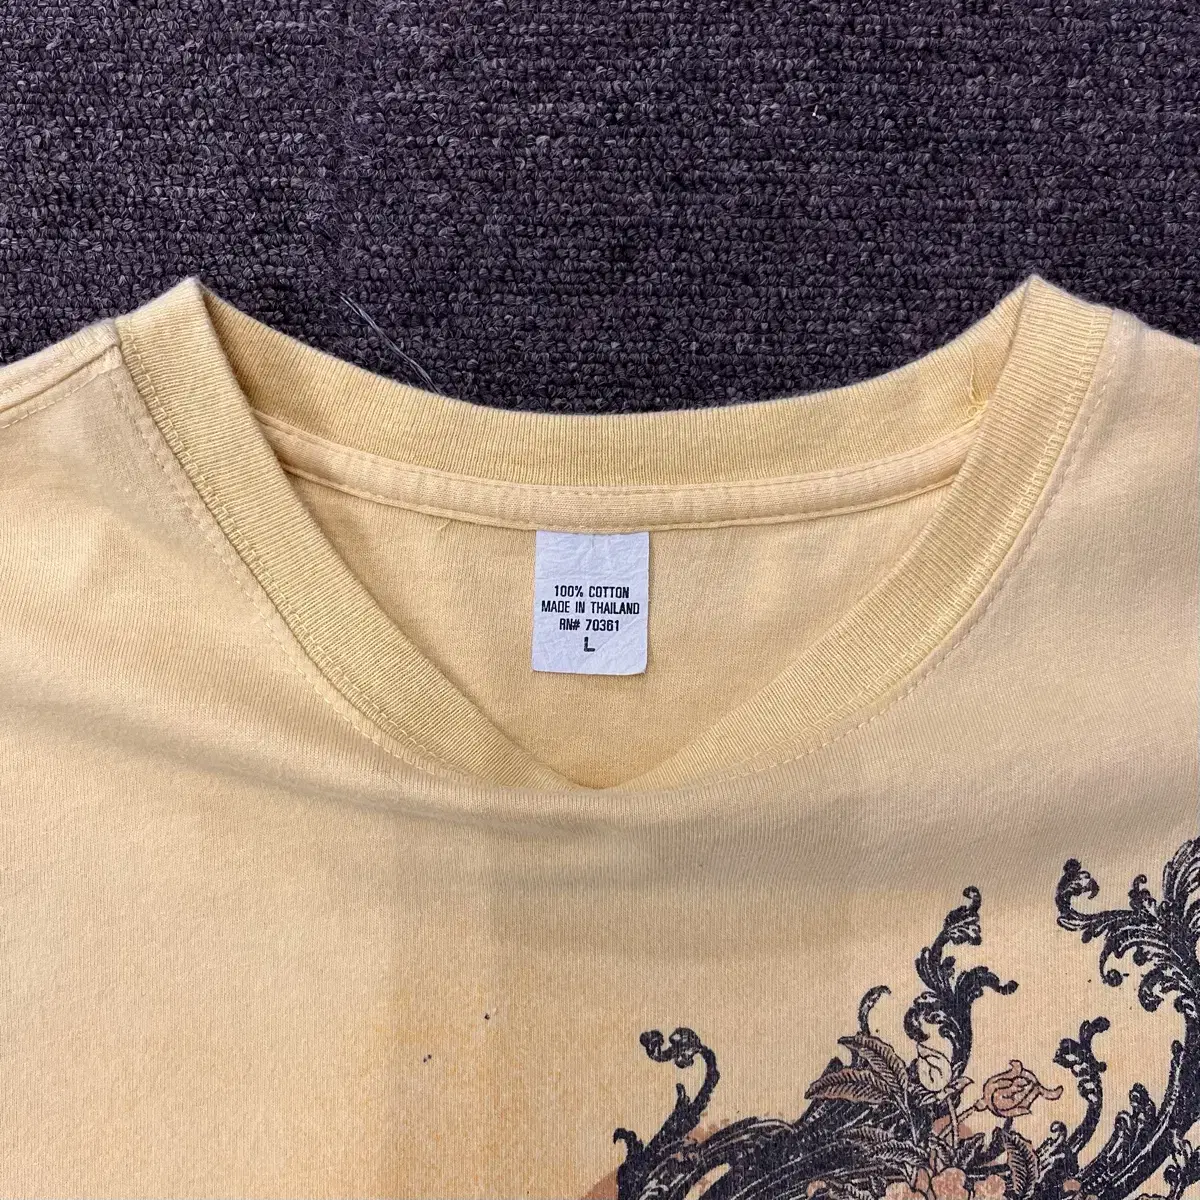 100% COTTON
MADE IN THAILAND
RN# 70361
L